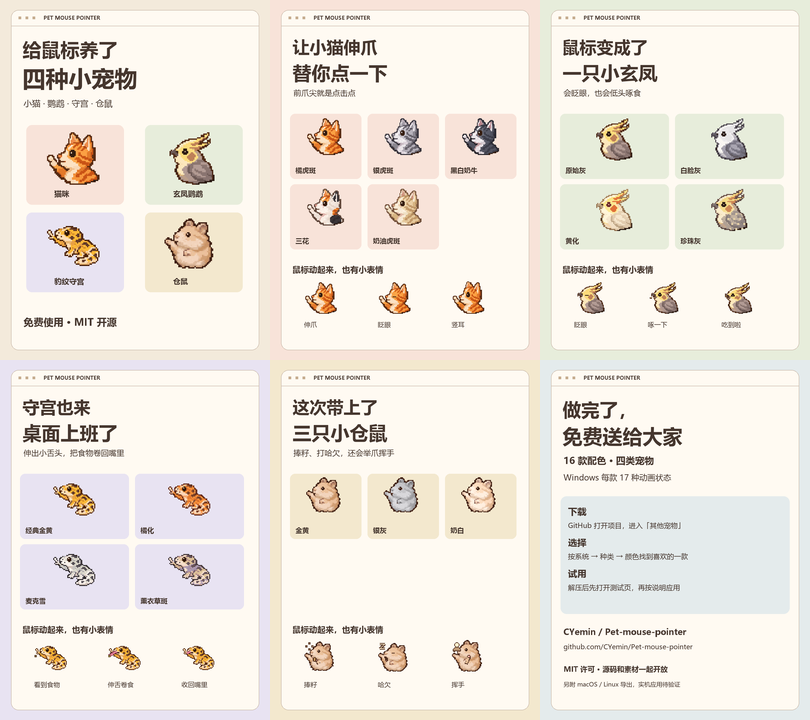 PET MOUSE POINTER
给鼠标养了
四种小宠物
小猫 · 鹦鹉 · 守宫 · 仓鼠
猫咪
玄凤鹦鹉
豹纹守宫
仓鼠
免费使用 • MIT 开源
PET MOUSE POINTER
让小猫伸爪
替你点一下
前爪尖就是点击点
橘虎斑
银虎斑
黑白奶牛
三花
奶油虎斑
鼠标动起来，也有小表情
伸爪
眨眼
竖耳
PET MOUSE POINTER
鼠标变成了
一只小玄凤
会眨眼，也会低头啄食
原始灰
白脸灰
黄化
珍珠灰
鼠标动起来，也有小表情
眨眼
啄一下
吃到啦
PET MOUSE POINTER
守宫也来
桌面上班了
伸出小舌头，把食物卷回嘴里
经典金黄
橘化
麦克雪
薰衣草斑
鼠标动起来，也有小表情
看到食物
伸舌卷食
收回嘴里
PET MOUSE POINTER
这次带上了
三只小仓鼠
捧籽、打哈欠，还会举爪挥手
金黄
银灰
奶白
鼠标动起来，也有小表情
捧籽
哈欠
挥手
PET MOUSE POINTER
做完了，
免费送给大家
16 款配色 • 四类宠物
Windows 每款 17 种动画状态
下载
GitHub 打开项目，进入「其他宠物」
选择
按系统 → 种类 → 颜色找到喜欢的一款
试用
解压后先打开测试页，再按说明应用
CYemin / Pet-mouse-pointer
github.com/CYemin/Pet-mouse-pointer
MIT 许可 • 源码和素材一起开放
另附 macOS / Linux 导出，实机应用待验证